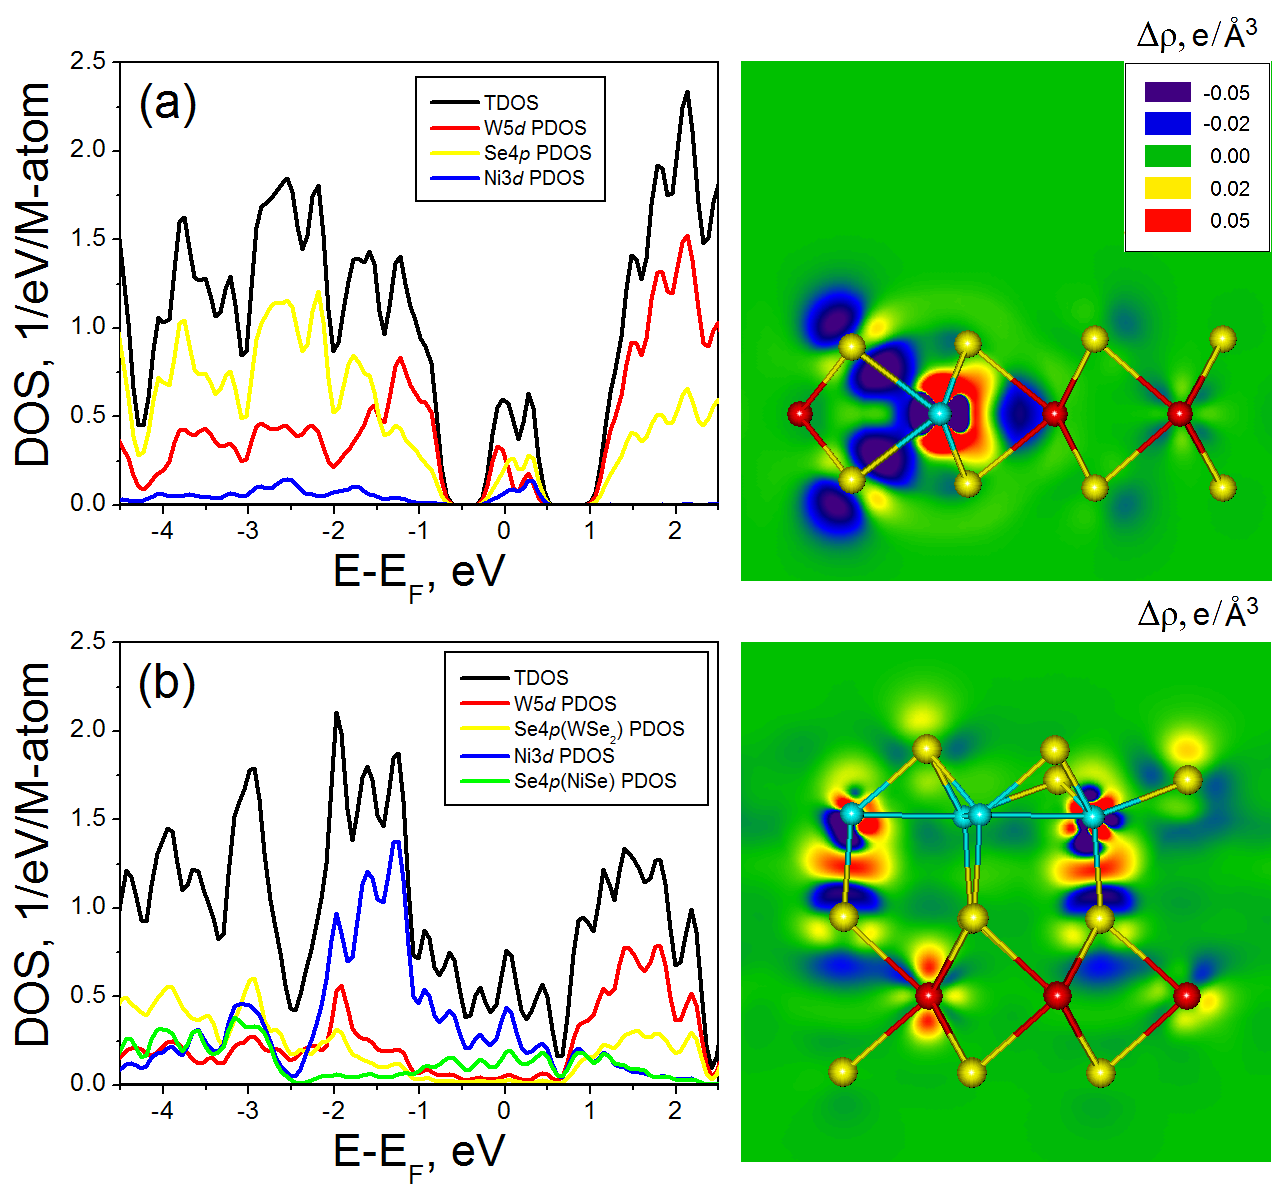 Δρ, e/Å³
2.5
2.0
1.5
1.0
0.5
0.0
DOS, 1/eV/M-atom
(a)
TDOS
W5d PDOS
Se4p PDOS
Ni3d PDOS
-4 -3 -2 -1 0 1 2
E-E_F, eV
-0.05
-0.02
0.00
0.02
0.05
Δρ, e/Å³
2.5
2.0
1.5
1.0
0.5
0.0
DOS, 1/eV/M-atom
(b)
TDOS
W5d PDOS
Se4p(WSe₂) PDOS
Ni3d PDOS
Se4p(NiSe) PDOS
-4 -3 -2 -1 0 1 2
E-E_F, eV